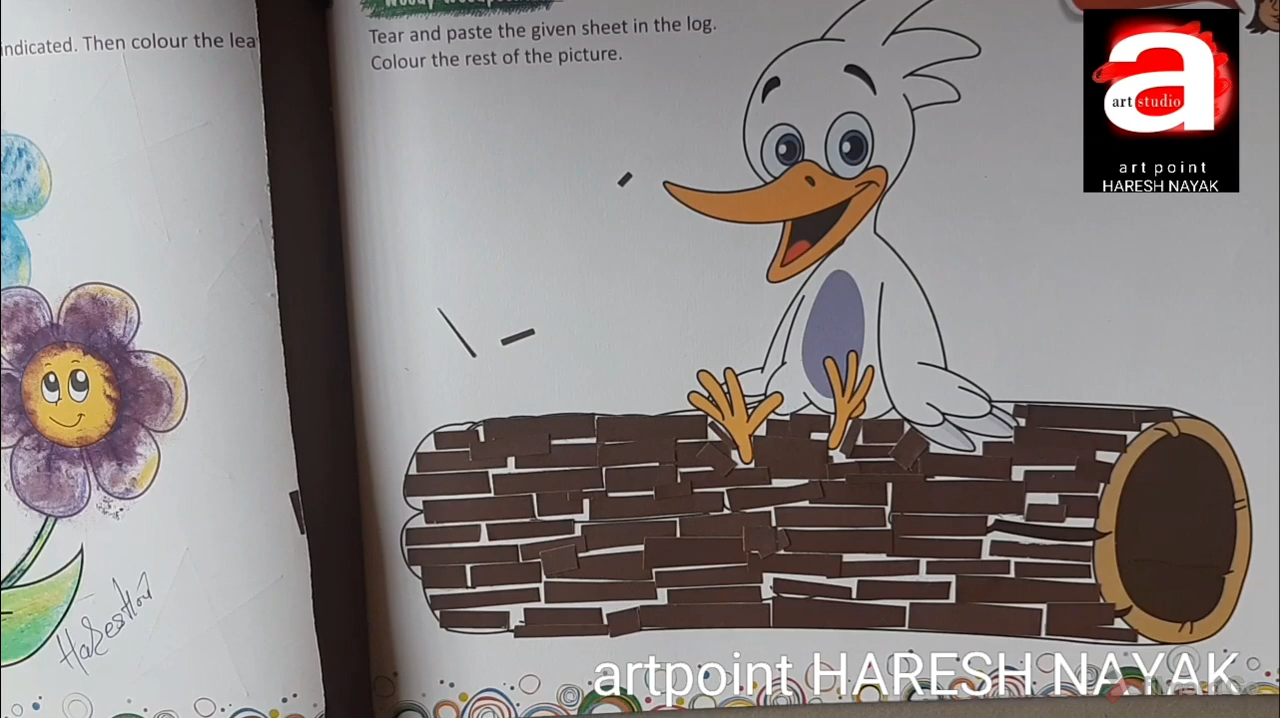 indicated. Then colour the lea
Tear and paste the given sheet in the log.
Colour the rest of the picture.
a
art studio
art point
HARESH NAYAK
artpoint HARESH NAYAK